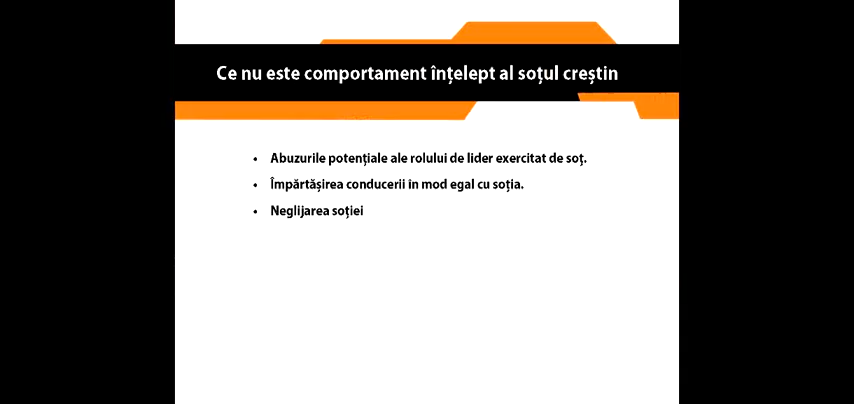 Ce nu este comportament înțelept al soțul creștin
• Abuzurile potențiale ale rolului de lider exercitat de soț.
• Împărtășirea conducerii în mod egal cu soția.
• Neglijarea soției